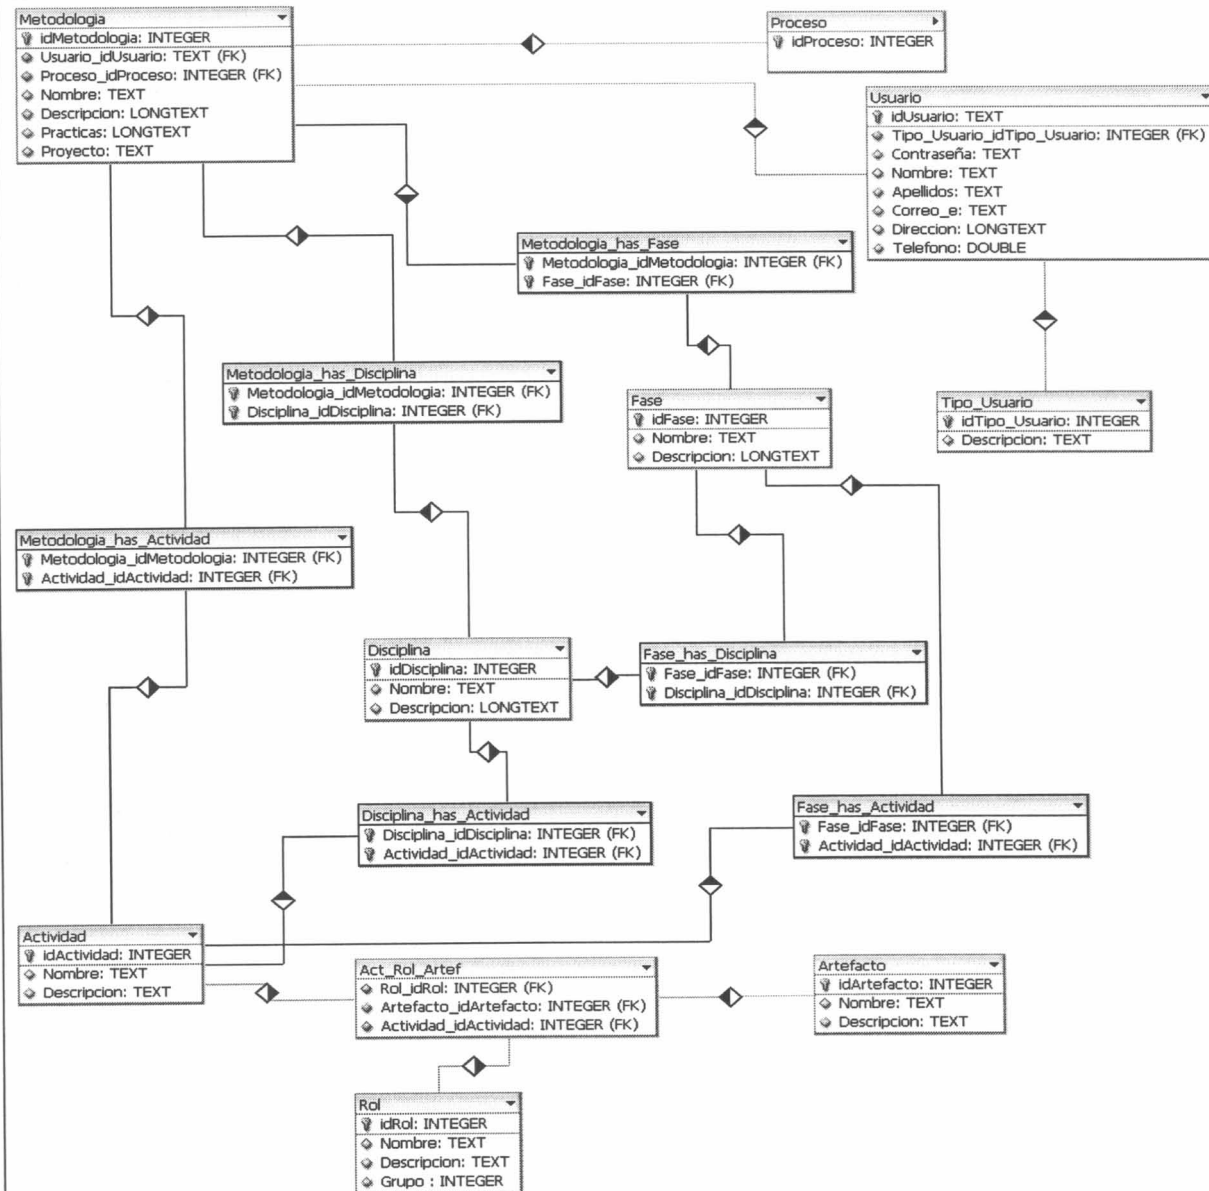 Metodologia
idMetodologia: INTEGER
Usuario_idUsuario: TEXT (FK)
Proceso_idProceso: INTEGER (FK)
Nombre: TEXT
Descripcion: LONGTEXT
Practicas: LONGTEXT
Proyecto: TEXT
Proceso
idProceso: INTEGER
Usuario
idUsuario: TEXT
Tipo_Usuario_idTipo_Usuario: INTEGER (FK)
Contraseña: TEXT
Nombre: TEXT
Apellidos: TEXT
Correo_e: TEXT
Direccion: LONGTEXT
Telefono: DOUBLE
Metodologia_has_Fase
Metodologia_idMetodologia: INTEGER (FK)
Fase_idFase: INTEGER (FK)
Metodologia_has_Disciplina
Metodologia_idMetodologia: INTEGER (FK)
Disciplina_idDisciplina: INTEGER (FK)
Fase
idFase: INTEGER
Nombre: TEXT
Descripcion: LONGTEXT
Tipo_Usuario
idTipo_Usuario: INTEGER
Descripcion: TEXT
Metodologia_has_Actividad
Metodologia_idMetodologia: INTEGER (FK)
Actividad_idActividad: INTEGER (FK)
Disciplina
idDisciplina: INTEGER
Nombre: TEXT
Descripcion: LONGTEXT
Fase_has_Disciplina
Fase_idFase: INTEGER (FK)
Disciplina_idDisciplina: INTEGER (FK)
Disciplina_has_Actividad
Disciplina_idDisciplina: INTEGER (FK)
Actividad_idActividad: INTEGER (FK)
Fase_has_Actividad
Fase_idFase: INTEGER (FK)
Actividad_idActividad: INTEGER (FK)
Actividad
idActividad: INTEGER
Nombre: TEXT
Descripcion: TEXT
Act_Rol_Artef
Rol_idRol: INTEGER (FK)
Artefacto_idArtefacto: INTEGER (FK)
Actividad_idActividad: INTEGER (FK)
Artefacto
idArtefacto: INTEGER
Nombre: TEXT
Descripcion: TEXT
Rol
idRol: INTEGER
Nombre: TEXT
Descripcion: TEXT
Grupo : INTEGER